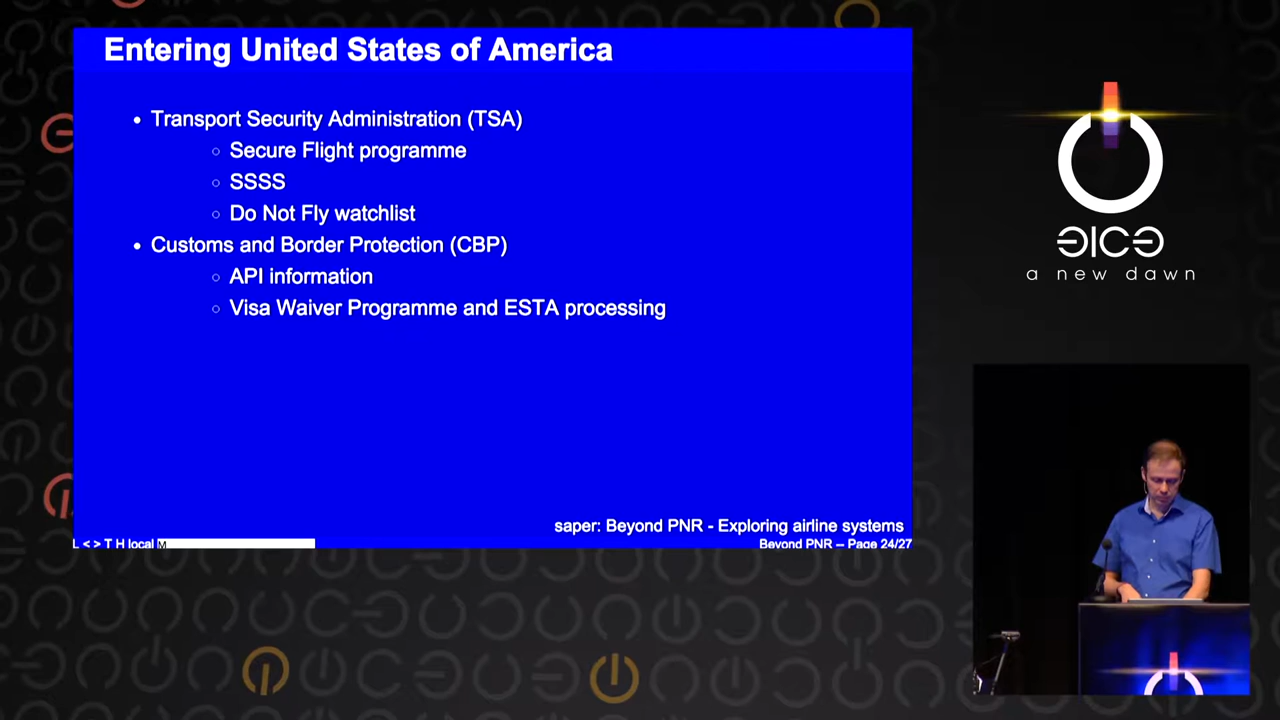 Entering United States of America
• Transport Security Administration (TSA)
○ Secure Flight programme
○ SSSS
○ Do Not Fly watchlist
• Customs and Border Protection (CBP)
○ API information
○ Visa Waiver Programme and ESTA processing
saper: Beyond PNR - Exploring airline systems
L < > T H local M
Beyond PNR -- Page 24/27
a new dawn